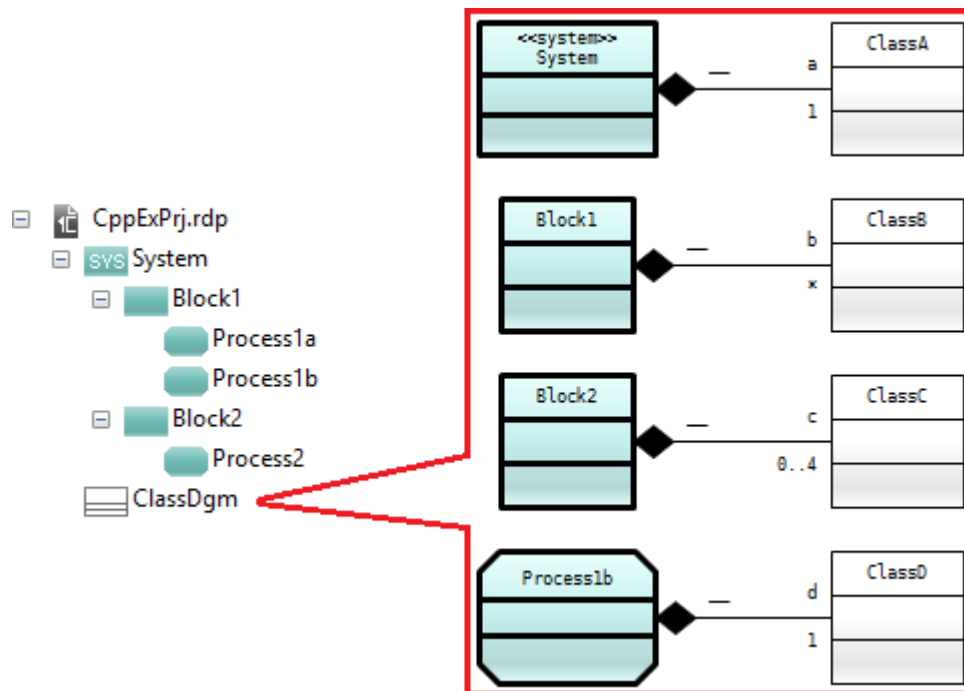 CppExPrj.rdp
SYS System
Block1
Process1a
Process1b
Block2
Process2
ClassDgm
<<system>>
System
a
1
ClassA
Block1
b
*
ClassB
Block2
c
0..4
ClassC
Process1b
d
1
ClassD